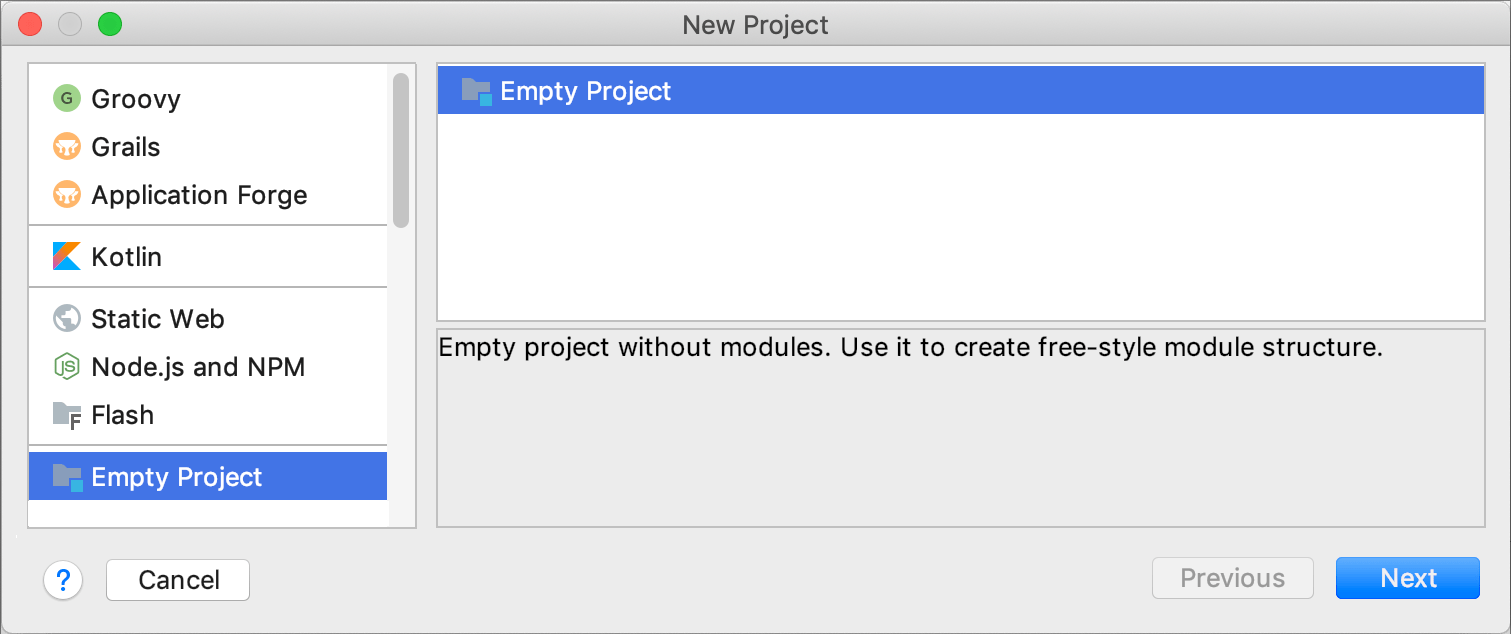 New Project
G Groovy
Grails
Application Forge
Kotlin
Static Web
JS Node.js and NPM
F Flash
Empty Project
Empty Project
Empty project without modules. Use it to create free-style module structure.
? Cancel
Previous
Next